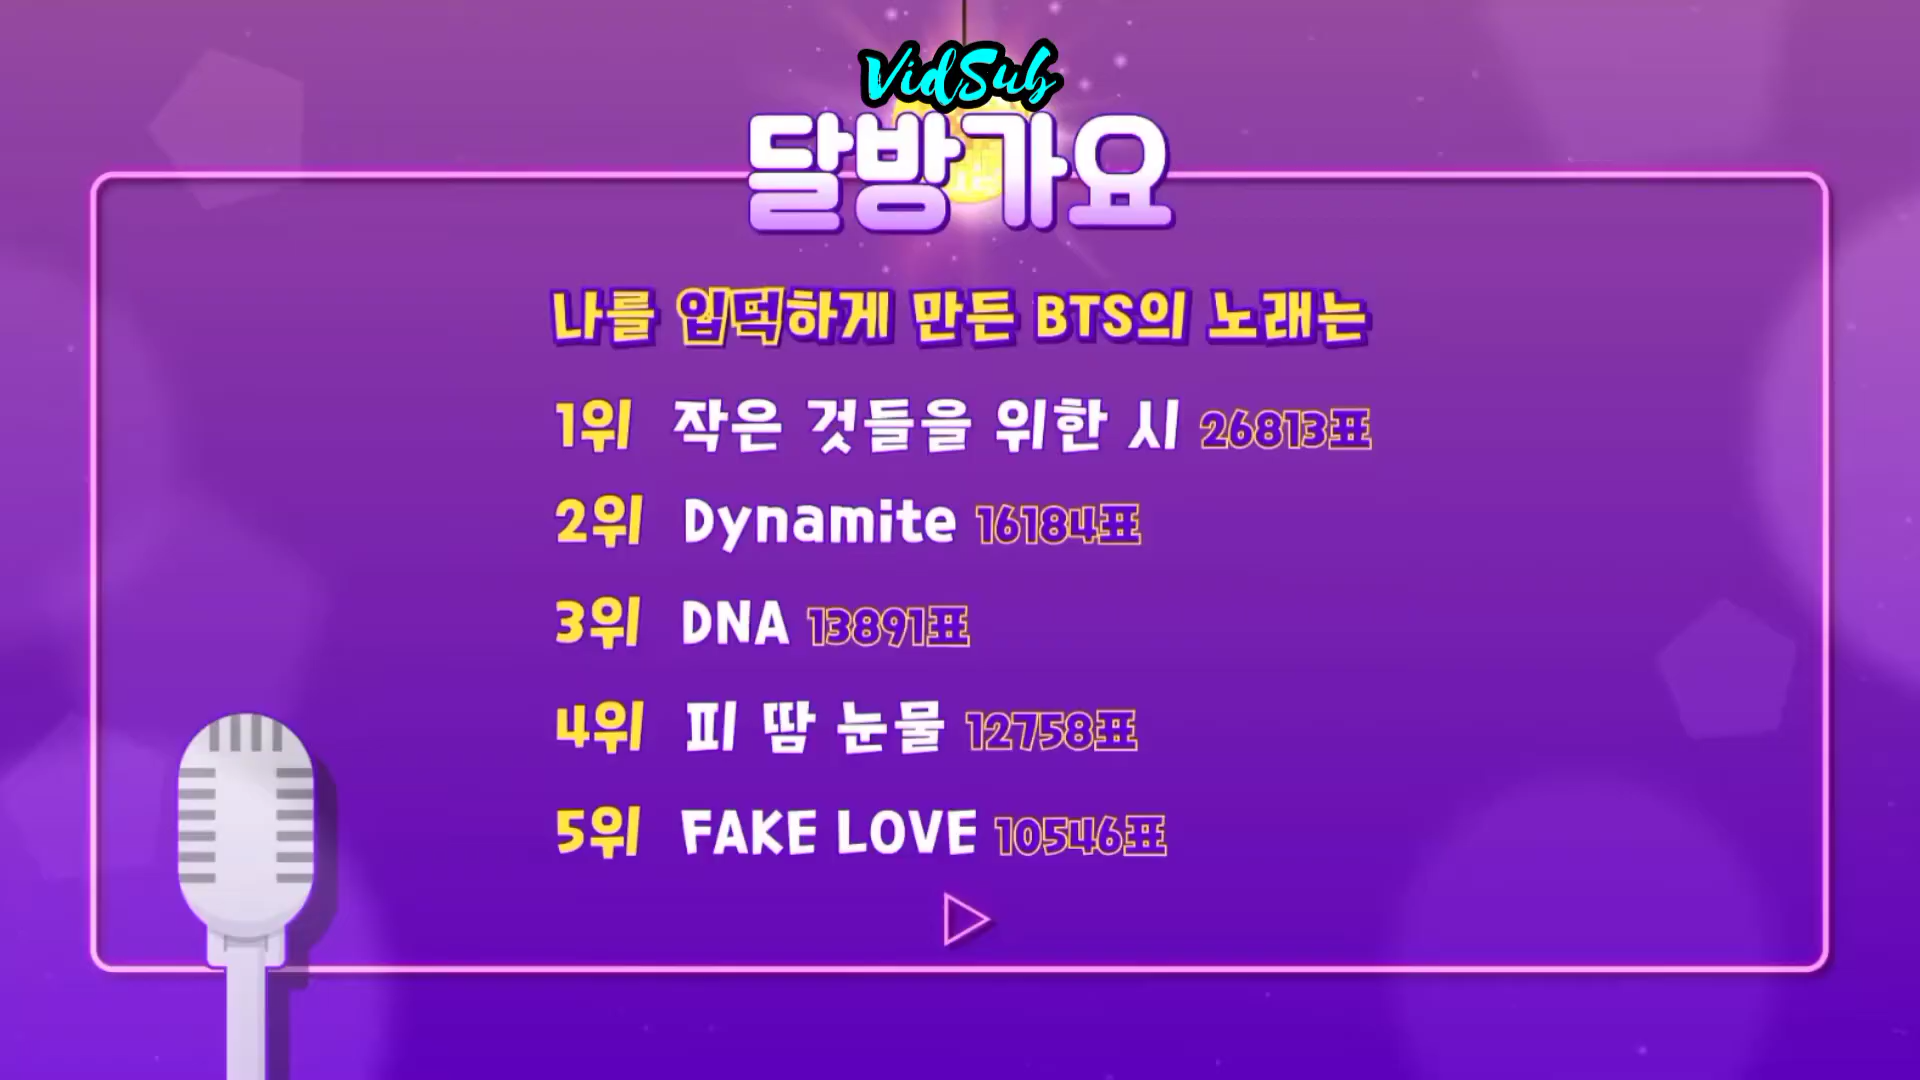 VidSub
달방가요
나를 입덕하게 만든 BTS의 노래는
1위 작은 것들을 위한 시 26813표
2위 Dynamite 16184표
3위 DNA 13891표
4위 피 땀 눈물 12758표
5위 FAKE LOVE 10546표